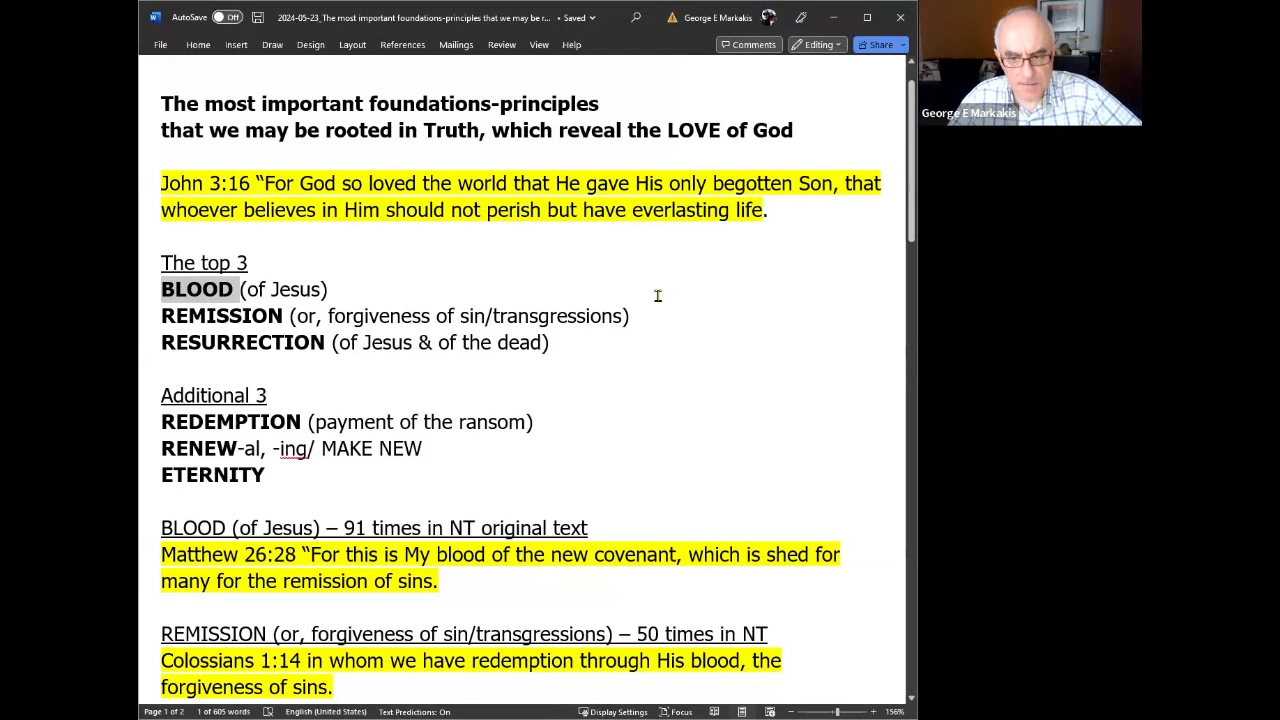 AutoSave Off 2024-05-23_The most important foundations-principles that we may be r... • Saved George E Markakis
File Home Insert Draw Design Layout References Mailings Review View Help Comments Editing Share
George E Markakis
The most important foundations-principles
that we may be rooted in Truth, which reveal the LOVE of God
John 3:16 “For God so loved the world that He gave His only begotten Son, that
whoever believes in Him should not perish but have everlasting life.
The top 3
BLOOD (of Jesus)
REMISSION (or, forgiveness of sin/transgressions)
RESURRECTION (of Jesus & of the dead)
Additional 3
REDEMPTION (payment of the ransom)
RENEW-al, -ing/ MAKE NEW
ETERNITY
BLOOD (of Jesus) – 91 times in NT original text
Matthew 26:28 “For this is My blood of the new covenant, which is shed for
many for the remission of sins.
REMISSION (or, forgiveness of sin/transgressions) – 50 times in NT
Colossians 1:14 in whom we have redemption through His blood, the
forgiveness of sins.
Page 1 of 2 1 of 605 words English (United States) Text Predictions: On Display Settings Focus 156%